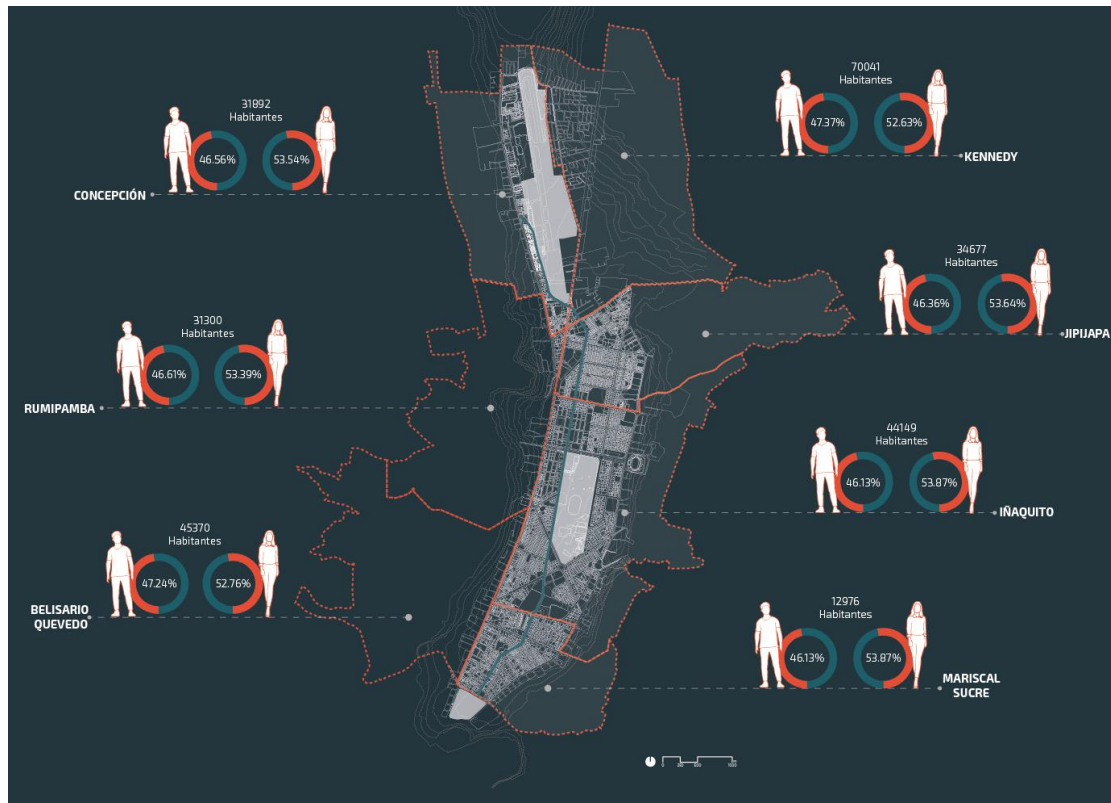 31892
Habitantes
46.56%
53.54%
CONCEPCIÓN
70041
Habitantes
47.37%
52.63%
KENNEDY
34677
Habitantes
46.36%
53.64%
JIPIJAPA
31300
Habitantes
46.61%
53.39%
RUMIPAMBA
44149
Habitantes
46.13%
53.87%
IÑAQUITO
45370
Habitantes
47.24%
52.76%
BELISARIO
QUEVEDO
12976
Habitantes
46.13%
53.87%
MARISCAL
SUCRE
0